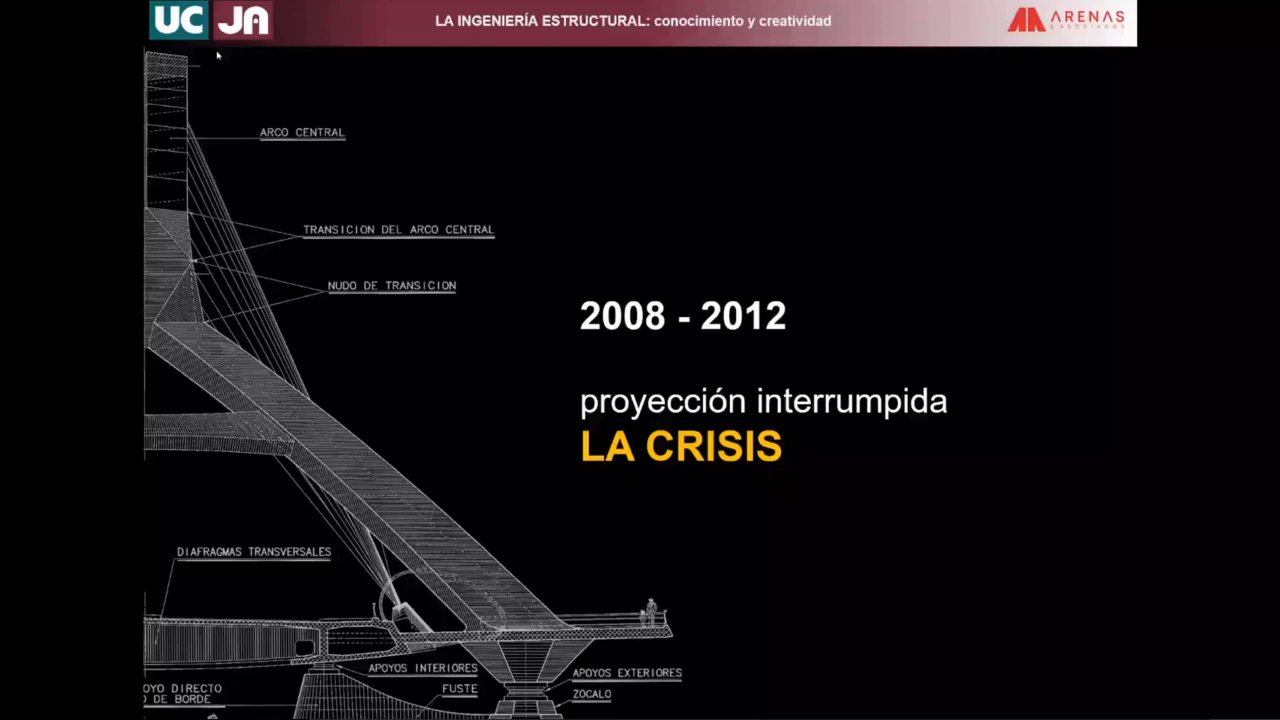 UC JA
LA INGENIERÍA ESTRUCTURAL: conocimiento y creatividad
ARENAS
& ASOCIADOS
ARCO CENTRAL
TRANSICION DEL ARCO CENTRAL
NUDO DE TRANSICION
2008 - 2012
proyección interrumpida
LA CRISIS
DIAFRAGMAS TRANSVERSALES
APOYOS INTERIORES
APOYOS EXTERIORES
OYO DIRECTO
FUSTE
ZOCALO
O DE BORDE